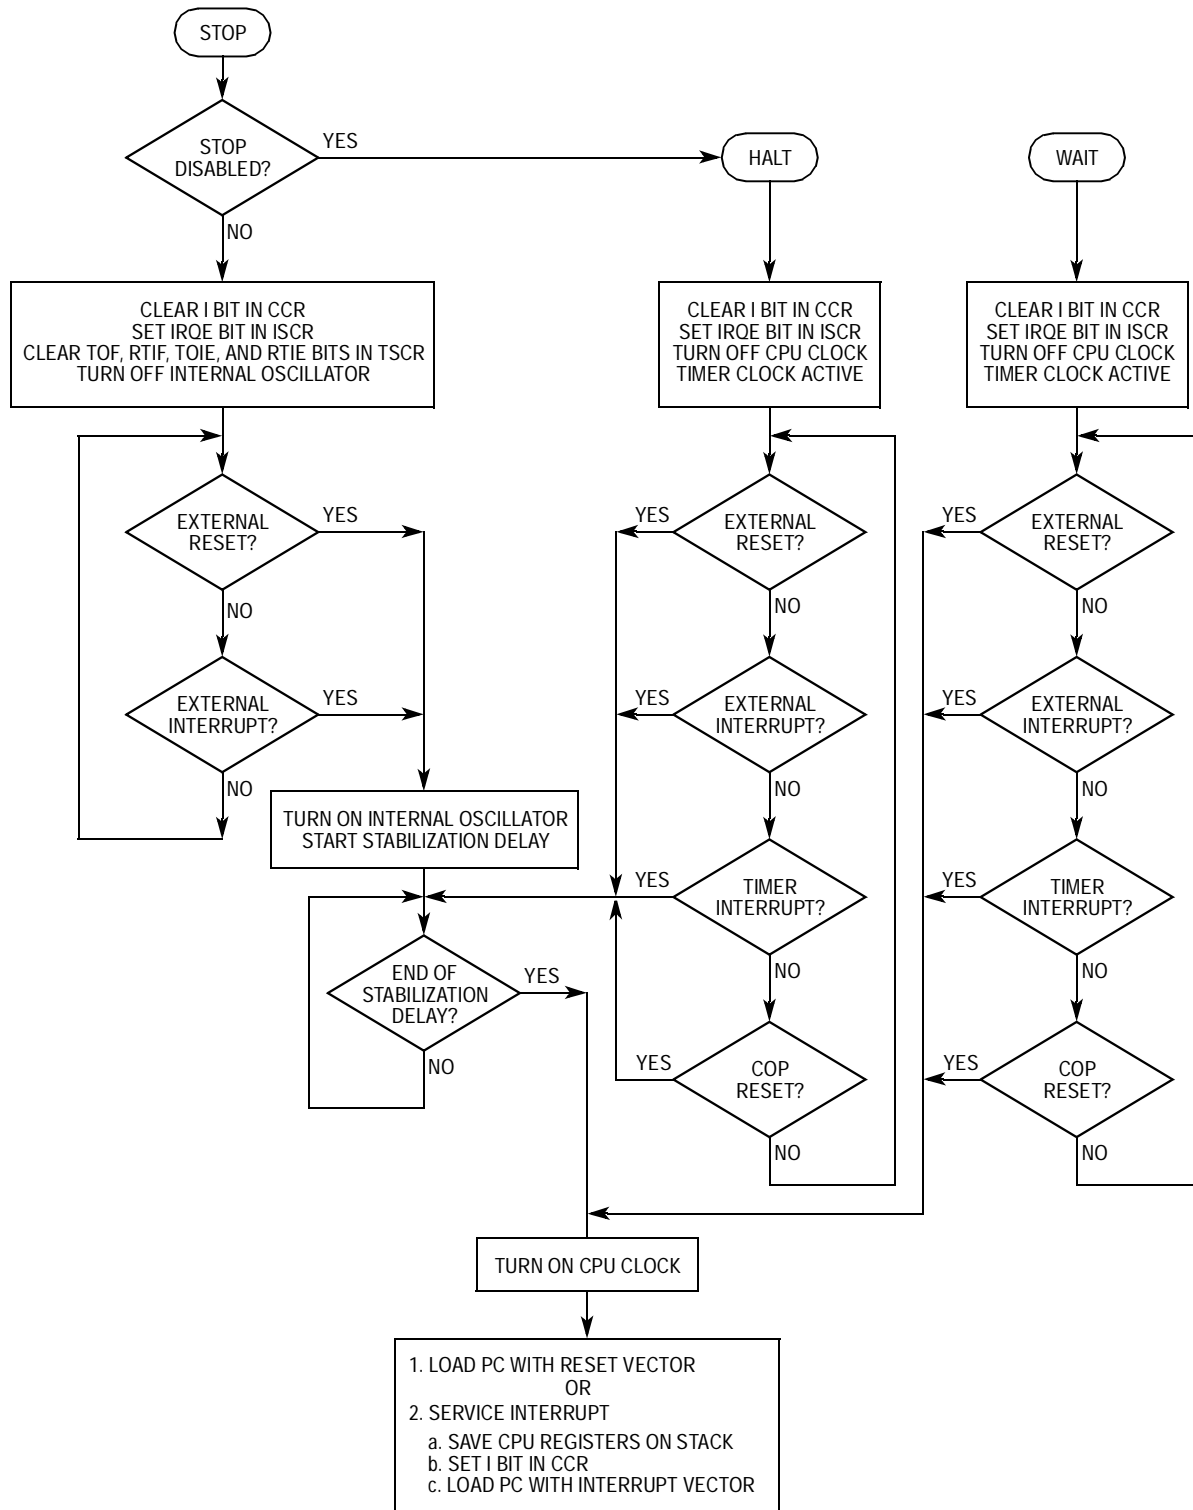 STOP
STOP
DISABLED?
YES
NO
HALT
WAIT
CLEAR I BIT IN CCR
SET IRQE BIT IN ISCR
CLEAR TOF, RTIF, TOIE, AND RTIE BITS IN TSCR
TURN OFF INTERNAL OSCILLATOR
CLEAR I BIT IN CCR
SET IRQE BIT IN ISCR
TURN OFF CPU CLOCK
TIMER CLOCK ACTIVE
CLEAR I BIT IN CCR
SET IRQE BIT IN ISCR
TURN OFF CPU CLOCK
TIMER CLOCK ACTIVE
EXTERNAL
RESET?
YES
NO
EXTERNAL
INTERRUPT?
YES
NO
TURN ON INTERNAL OSCILLATOR
START STABILIZATION DELAY
END OF
STABILIZATION
DELAY?
YES
NO
YES
EXTERNAL
RESET?
NO
YES
EXTERNAL
INTERRUPT?
NO
YES
TIMER
INTERRUPT?
NO
YES
COP
RESET?
NO
YES
EXTERNAL
RESET?
NO
YES
EXTERNAL
INTERRUPT?
NO
YES
TIMER
INTERRUPT?
NO
YES
COP
RESET?
NO
TURN ON CPU CLOCK
1. LOAD PC WITH RESET VECTOR
OR
2. SERVICE INTERRUPT
a. SAVE CPU REGISTERS ON STACK
b. SET I BIT IN CCR
c. LOAD PC WITH INTERRUPT VECTOR